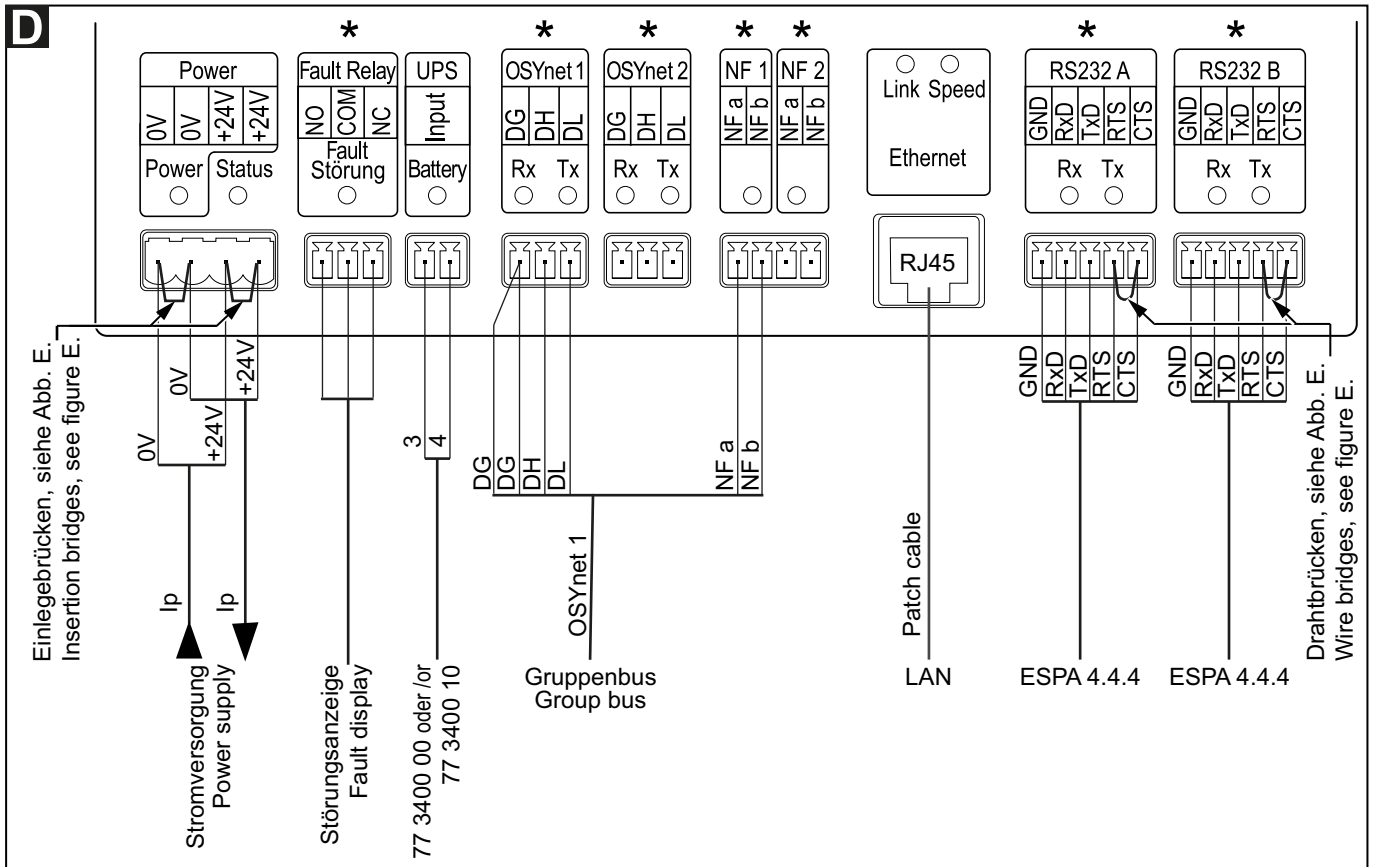 D
* * * * * * *
Power
0V 0V +24V +24V
Power Status
Fault Relay
NO COM NC
Fault
Störung
UPS
Input
Battery
OSYnet 1
DG DH DL
Rx Tx
OSYnet 2
DG DH DL
Rx Tx
NF 1
NF a NF b
NF 2
NF a NF b
Link Speed
Ethernet
RS232 A
GND RxD TxD RTS CTS
Rx Tx
RS232 B
GND RxD TxD RTS CTS
Rx Tx
RJ45
Einlegebrücken, siehe Abb. E.
Insertion bridges, see figure E.
0V +24V
0V +24V
Ip Ip
Stromversorgung
Power supply
Störungsanzeige
Fault display
3 4
77 3400 00 oder /or
77 3400 10
DG DG DH DL
NF a NF b
OSYnet 1
Gruppenbus
Group bus
Patch cable
LAN
GND RxD TxD RTS CTS
ESPA 4.4.4
GND RxD TxD RTS CTS
ESPA 4.4.4
Drahtbrücken, siehe Abb. E.
Wire bridges, see figure E.